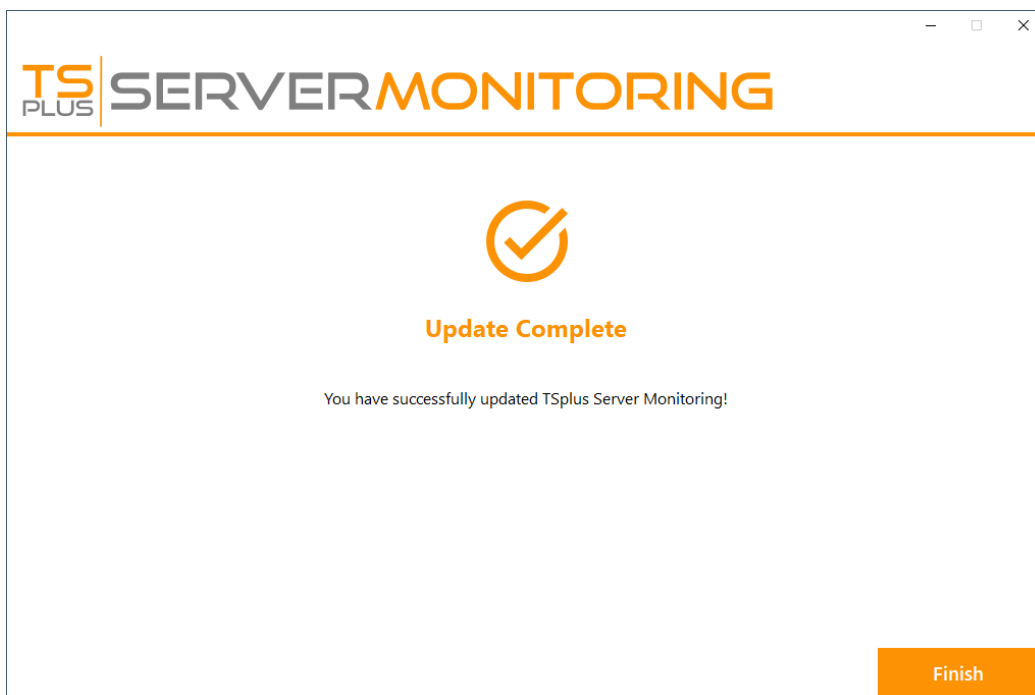 TS PLUS SERVERMONITORING
Update Complete
You have successfully updated TSplus Server Monitoring!
Finish